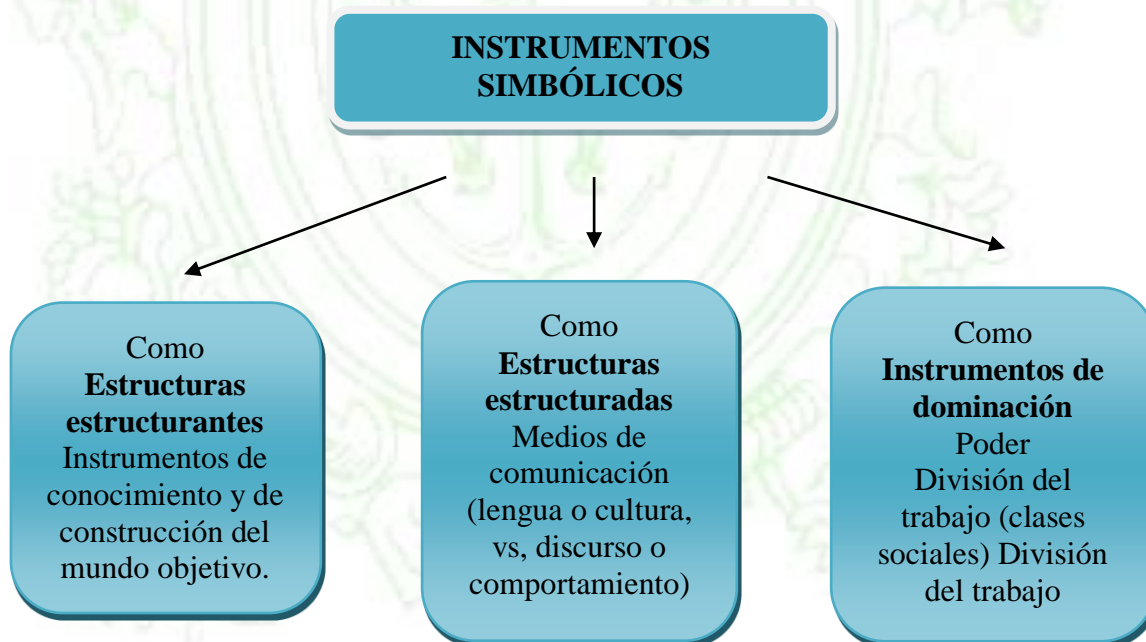 INSTRUMENTOS
SIMBÓLICOS
Como
Estructuras
estructurantes
Instrumentos de
conocimiento y de
construcción del
mundo objetivo.
Como
Estructuras
estructuradas
Medios de
comunicación
(lengua o cultura,
vs, discurso o
comportamiento)
Como
Instrumentos de
dominación
Poder
División del
trabajo (clases
sociales) División
del trabajo